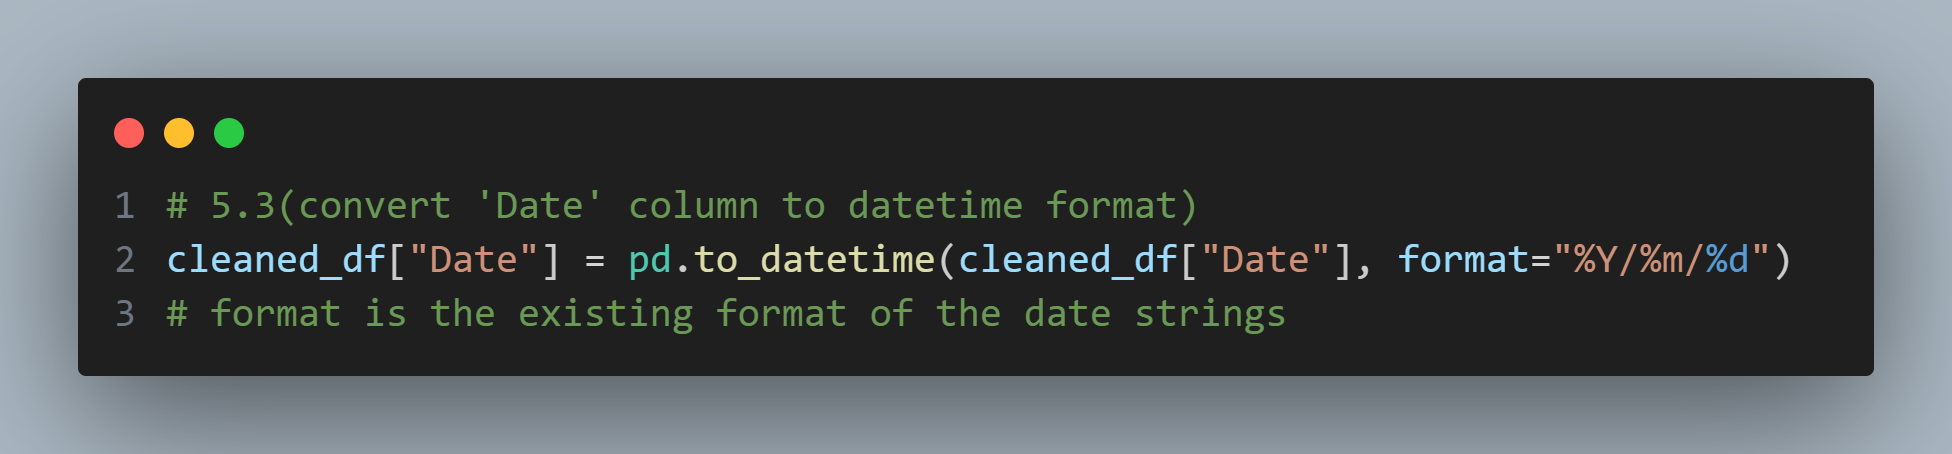 1 # 5.3(convert 'Date' column to datetime format)
2 cleaned_df["Date"] = pd.to_datetime(cleaned_df["Date"], format="%Y/%m/%d")
3 # format is the existing format of the date strings